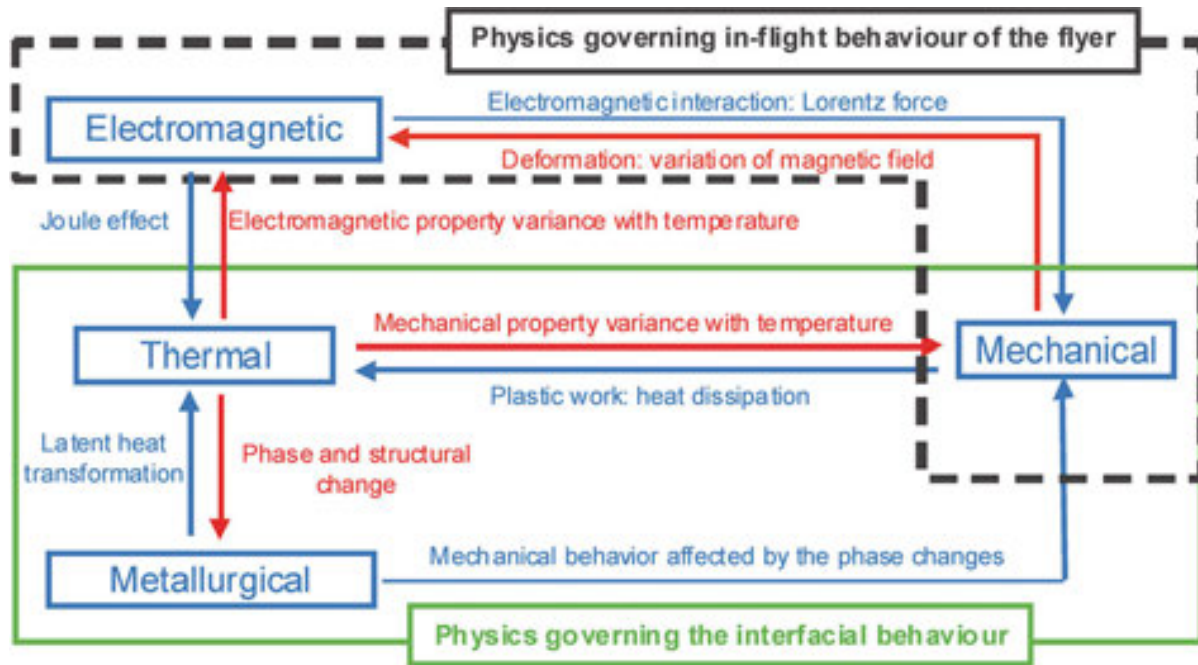 Physics governing in-flight behaviour of the flyer
Electromagnetic interaction: Lorentz force
Electromagnetic
Deformation: variation of magnetic field
Joule effect
Electromagnetic property variance with temperature
Mechanical property variance with temperature
Thermal
Mechanical
Plastic work: heat dissipation
Latent heat
transformation
Phase and structural
change
Mechanical behavior affected by the phase changes
Metallurgical
Physics governing the interfacial behaviour